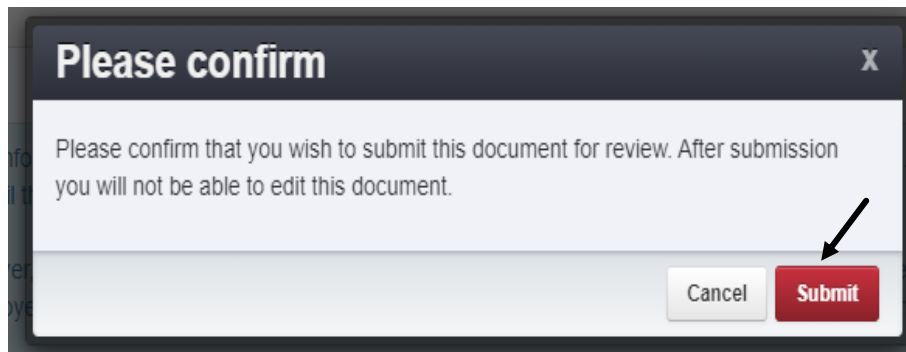 Please confirm
X
Please confirm that you wish to submit this document for review. After submission
you will not be able to edit this document.
Cancel
Submit